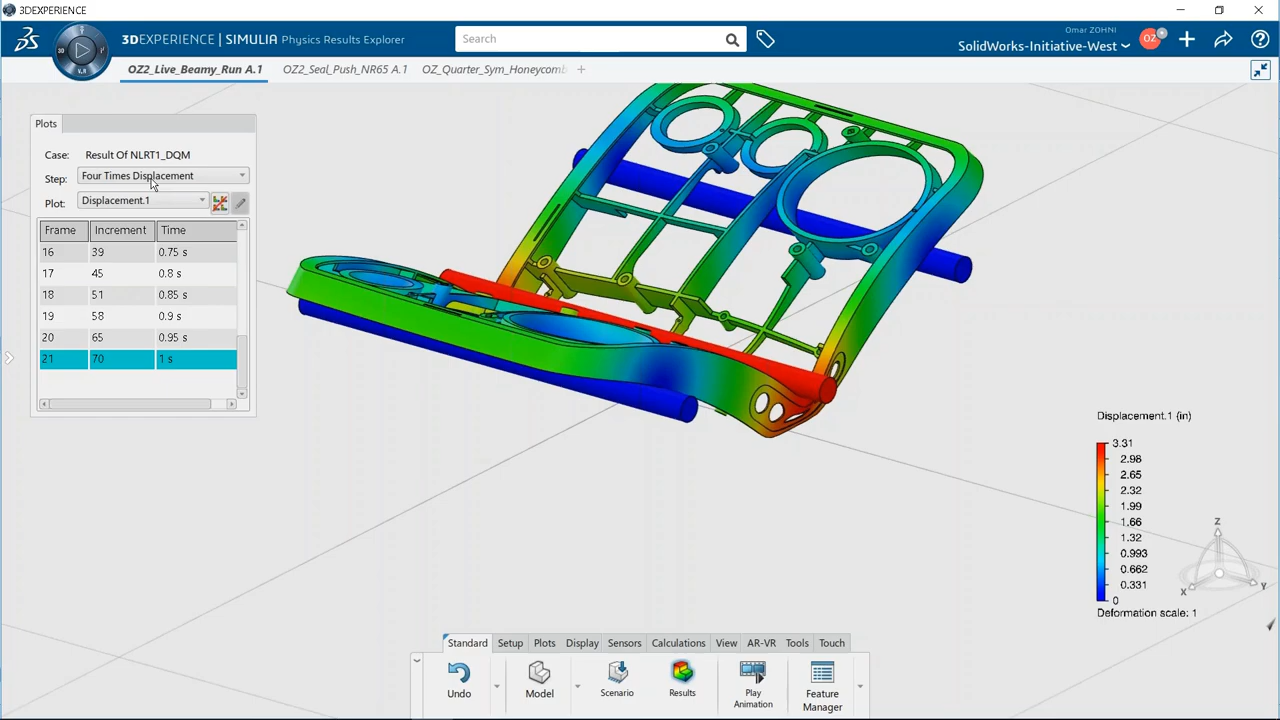 3DEXPERIENCE
3DEXPERIENCE | SIMULIA Physics Results Explorer
Search
Omar ZOHNI
SolidWorks-Initiative-West
OZ
V.R
OZ2_Live_Beamy_Run A.1
OZ2_Seal_Push_NR65 A.1
OZ_Quarter_Sym_Honeycomb
Plots
Case: Result Of NLRT1_DQM
Step: Four Times Displacement
Plot: Displacement.1
Frame Increment Time
16 39 0.75 s
17 45 0.8 s
18 51 0.85 s
19 58 0.9 s
20 65 0.95 s
21 70 1 s
Displacement.1 (in)
3.31
2.98
2.65
2.32
1.99
1.66
1.32
0.993
0.662
0.331
0
Deformation scale: 1
Z
X
Y
Standard Setup Plots Display Sensors Calculations View AR-VR Tools Touch
Undo
Model
Scenario
Results
Play
Animation
Feature
Manager